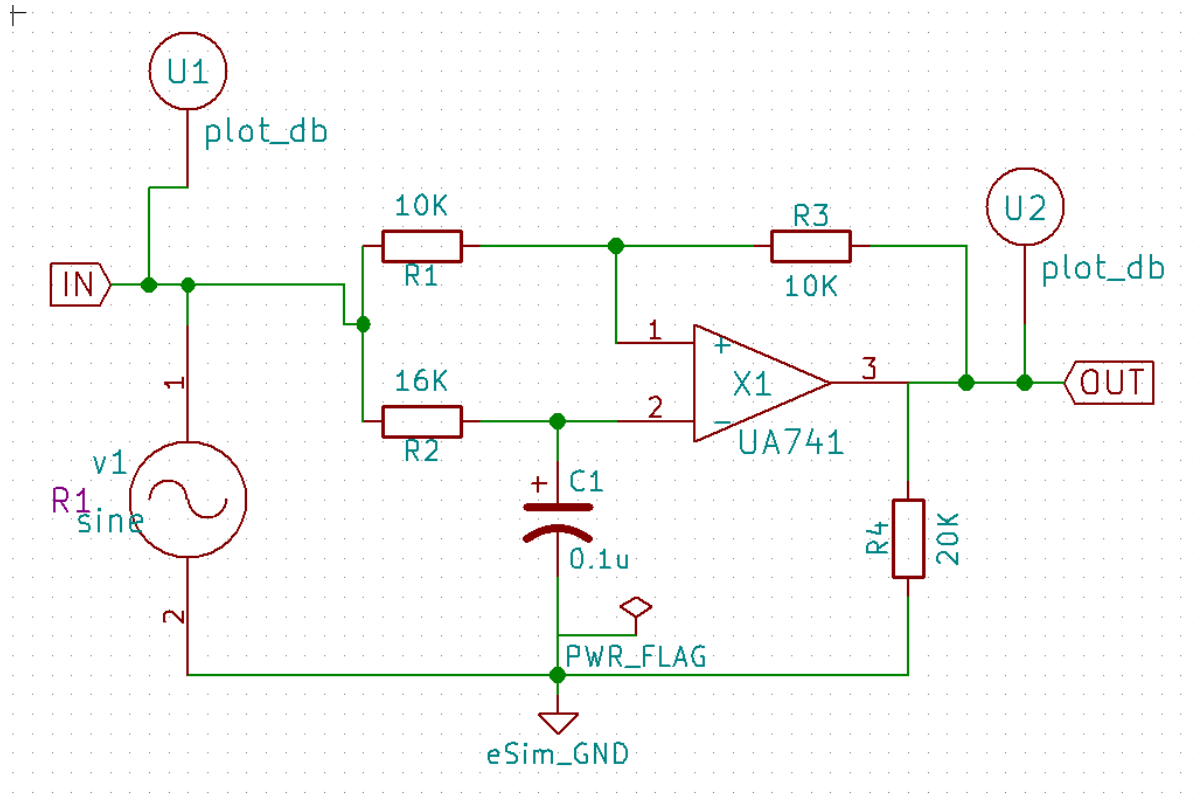 U1
plot_db
IN
10K
R1
R3
10K
U2
plot_db
1
+
X1
3
OUT
16K
R2
2
−
UA741
1
v1
R1
sine
2
+
C1
0.1u
R4
20K
PWR_FLAG
eSim_GND